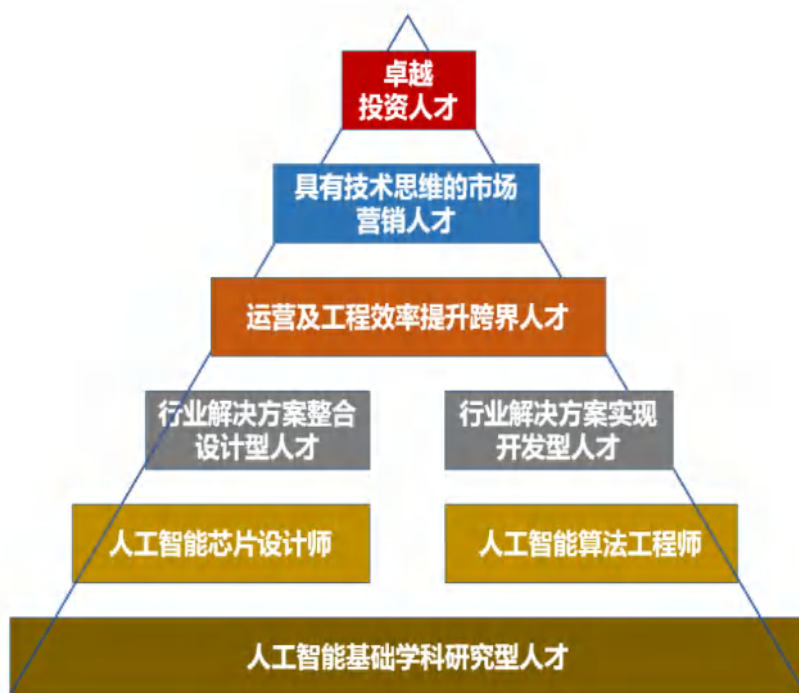 卓越
投资人才
具有技术思维的市场
营销人才
运营及工程效率提升跨界人才
行业解决方案整合
设计型人才
行业解决方案实现
开发型人才
人工智能芯片设计师
人工智能算法工程师
人工智能基础学科研究型人才